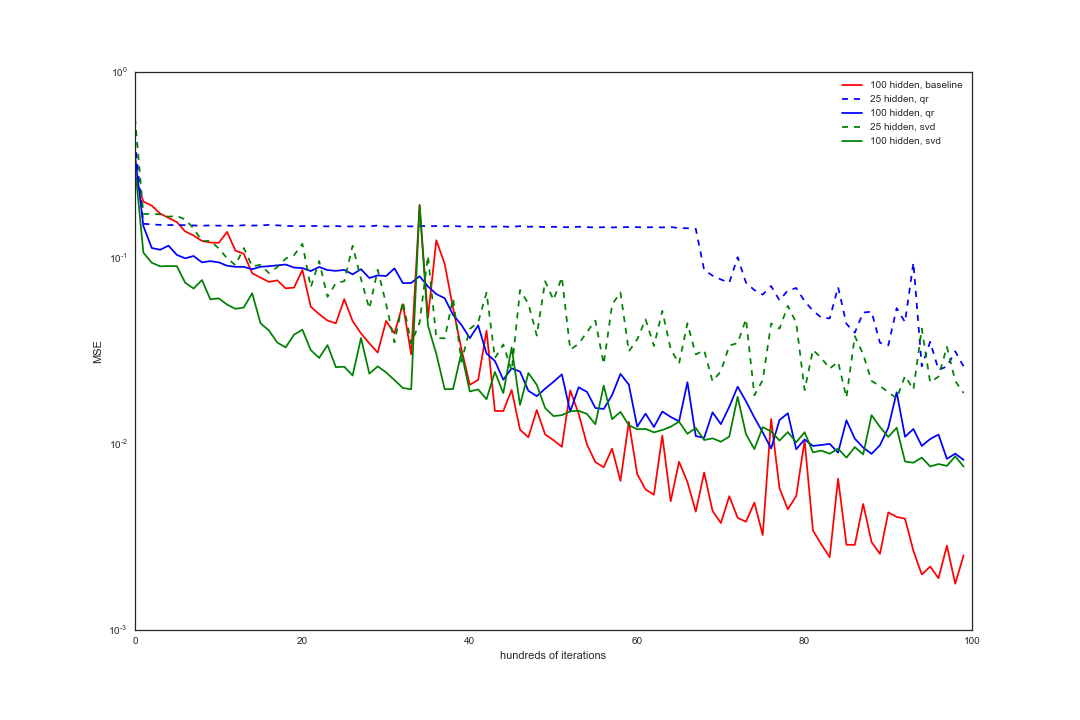 10^0
100 hidden, baseline
25 hidden, qr
100 hidden, qr
25 hidden, svd
100 hidden, svd
10^-1
MSE
10^-2
10^-3
0 20 40 60 80 100
hundreds of iterations